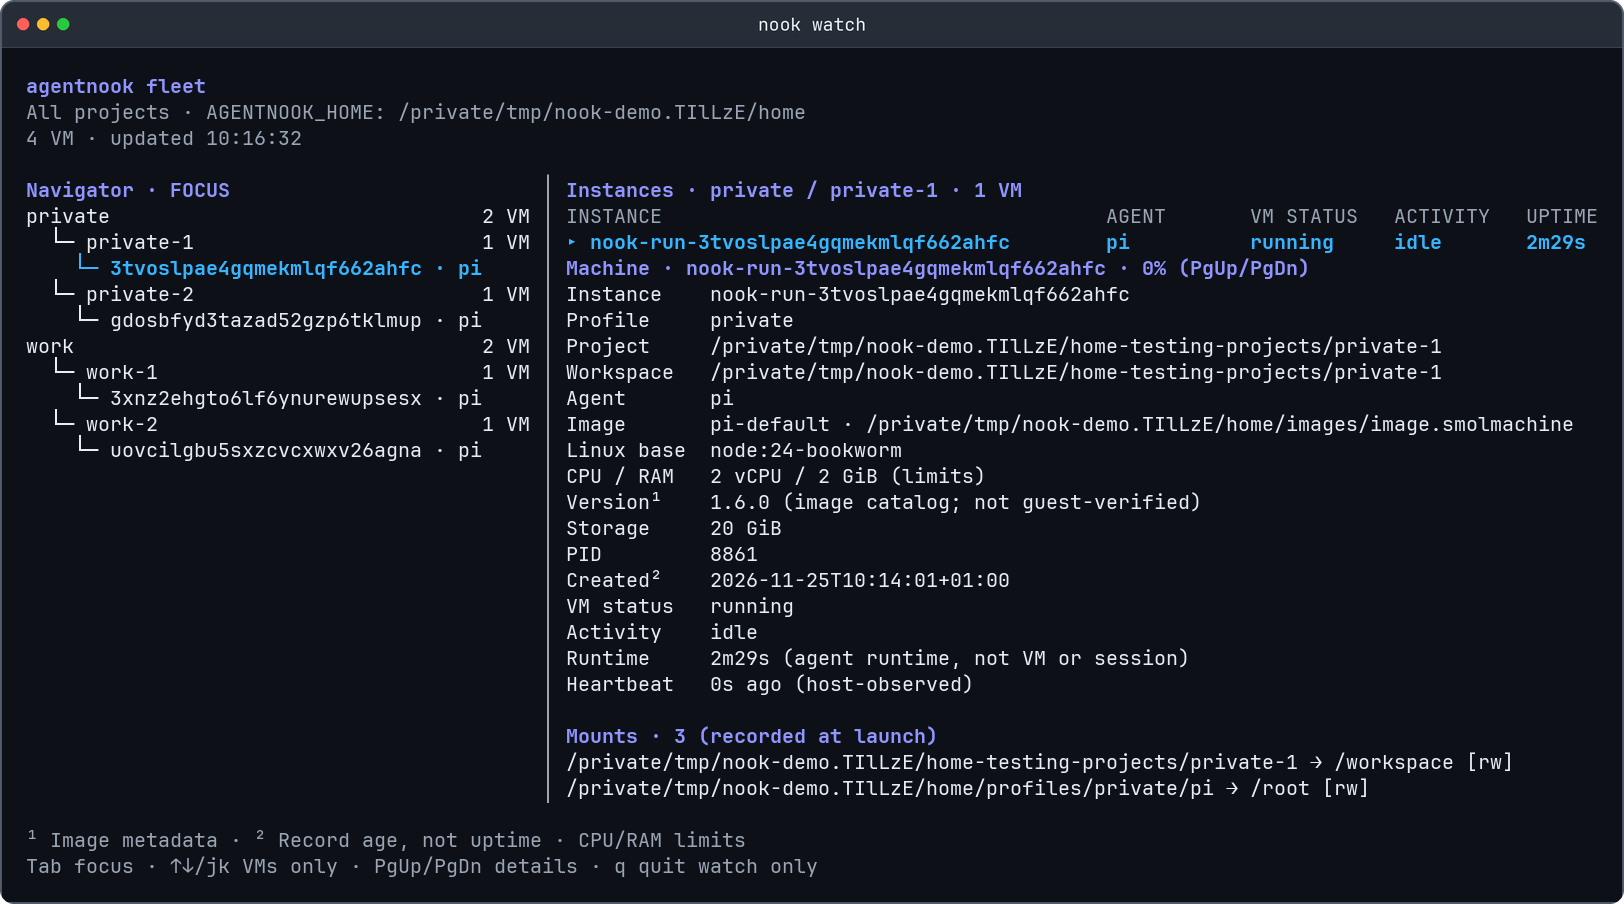 nook watch
agentnook fleet
All projects · AGENTNOOK_HOME: /private/tmp/nook-demo.TIlLzE/home
4 VM · updated 10:16:32
Navigator · FOCUS
private 2 VM
└─ private-1 1 VM
└─ 3tvoslpae4gqmekmlqf662ahfc · pi
└─ private-2 1 VM
└─ gdosbfyd3tazad52gzp6tklmup · pi
work 2 VM
└─ work-1 1 VM
└─ 3xnz2ehgto6lf6ynurewupsesx · pi
└─ work-2 1 VM
└─ uovcilgbu5sxzcvcxwxv26agna · pi
Instances · private / private-1 · 1 VM
INSTANCE AGENT VM STATUS ACTIVITY UPTIME
▸ nook-run-3tvoslpae4gqmekmlqf662ahfc pi running idle 2m29s
Machine · nook-run-3tvoslpae4gqmekmlqf662ahfc · 0% (PgUp/PgDn)
Instance nook-run-3tvoslpae4gqmekmlqf662ahfc
Profile private
Project /private/tmp/nook-demo.TIlLzE/home-testing-projects/private-1
Workspace /private/tmp/nook-demo.TIlLzE/home-testing-projects/private-1
Agent pi
Image pi-default · /private/tmp/nook-demo.TIlLzE/home/images/image.smolmachine
Linux base node:24-bookworm
CPU / RAM 2 vCPU / 2 GiB (limits)
Version¹ 1.6.0 (image catalog; not guest-verified)
Storage 20 GiB
PID 8861
Created² 2026-11-25T10:14:01+01:00
VM status running
Activity idle
Runtime 2m29s (agent runtime, not VM or session)
Heartbeat 0s ago (host-observed)
Mounts · 3 (recorded at launch)
/private/tmp/nook-demo.TIlLzE/home-testing-projects/private-1 → /workspace [rw]
/private/tmp/nook-demo.TIlLzE/home/profiles/private/pi → /root [rw]
¹ Image metadata · ² Record age, not uptime · CPU/RAM limits
Tab focus · ↑↓/jk VMs only · PgUp/PgDn details · q quit watch only